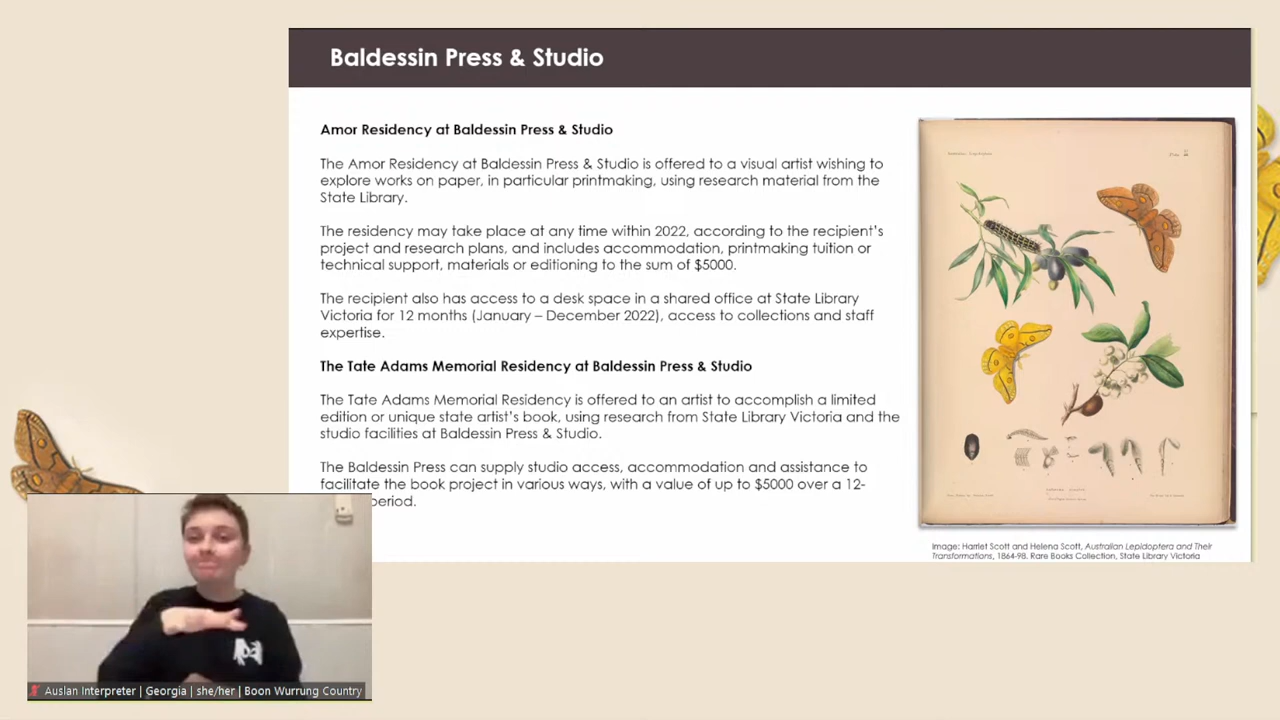 Baldessin Press & Studio
Amor Residency at Baldessin Press & Studio
The Amor Residency at Baldessin Press & Studio is offered to a visual artist wishing to
explore works on paper, in particular printmaking, using research material from the
State Library.
The residency may take place at any time within 2022, according to the recipient's
project and research plans, and includes accommodation, printmaking tuition or
technical support, materials or editioning to the sum of $5000.
The recipient also has access to a desk space in a shared office at State Library
Victoria for 12 months (January – December 2022), access to collections and staff
expertise.
The Tate Adams Memorial Residency at Baldessin Press & Studio
The Tate Adams Memorial Residency is offered to an artist to accomplish a limited
edition or unique state artist's book, using research from State Library Victoria and the
studio facilities at Baldessin Press & Studio.
The Baldessin Press can supply studio access, accommodation and assistance to
facilitate the book project in various ways, with a value of up to $5000 over a 12-
period.
Image: Harriet Scott and Helena Scott, Australian Lepidoptera and Their
Transformations, 1864-98. Rare Books Collection, State Library Victoria
Auslan Interpreter | Georgia | she/her | Boon Wurrung Country